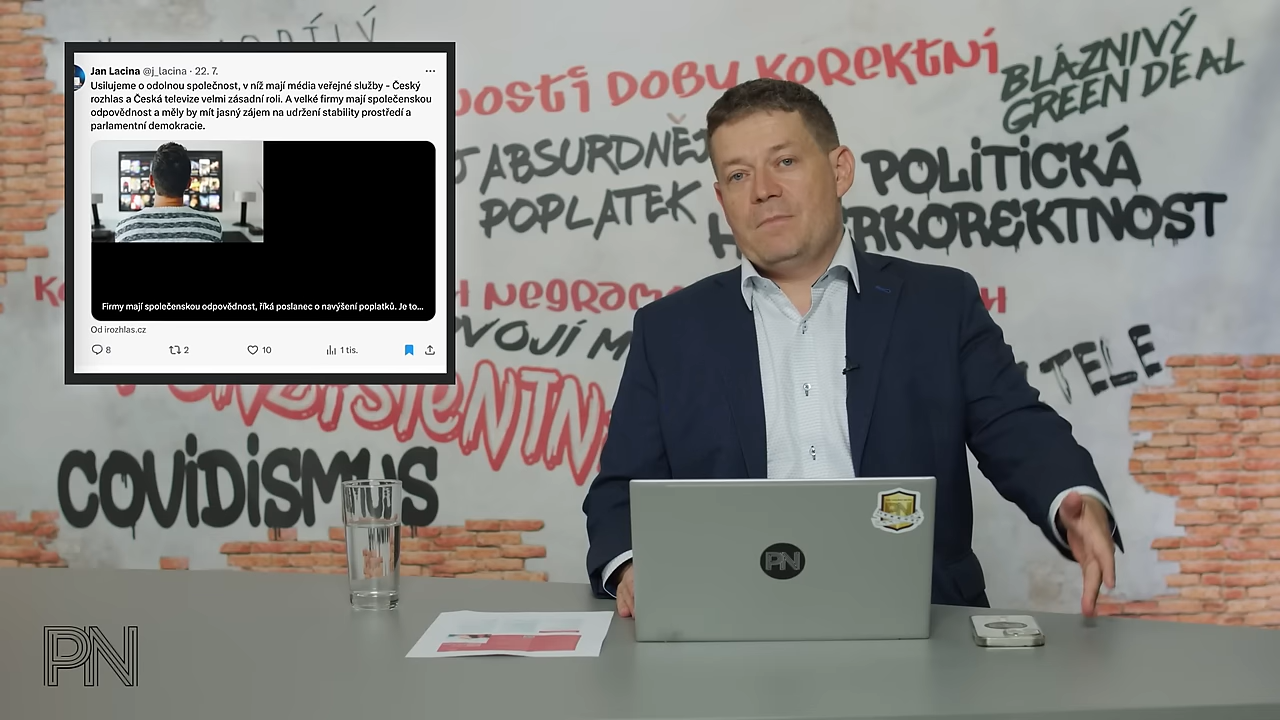 Jan Lacina @j_lacina · 22. 7.
Usilujeme o odolnou společnost, v níž mají média veřejné služby - Český
rozhlas a Česká televize velmi zásadní roli. A velké firmy mají společenskou
odpovědnost a měly by mít jasný zájem na udržení stability prostředí a
parlamentní demokracie.
Firmy mají společenskou odpovědnost, říká poslanec o navýšení poplatků. Je to...
Od irozhlas.cz
8 2 10 1 tis.
DOBU KOREKTNÍ
BLÁZNIVÝ
GREEN DEAL
ABSURDNĚJ
POPLATEK
POLITICKÁ
RKOREKTNOST
VOJÍ M
COVIDISMUS
PN
PN